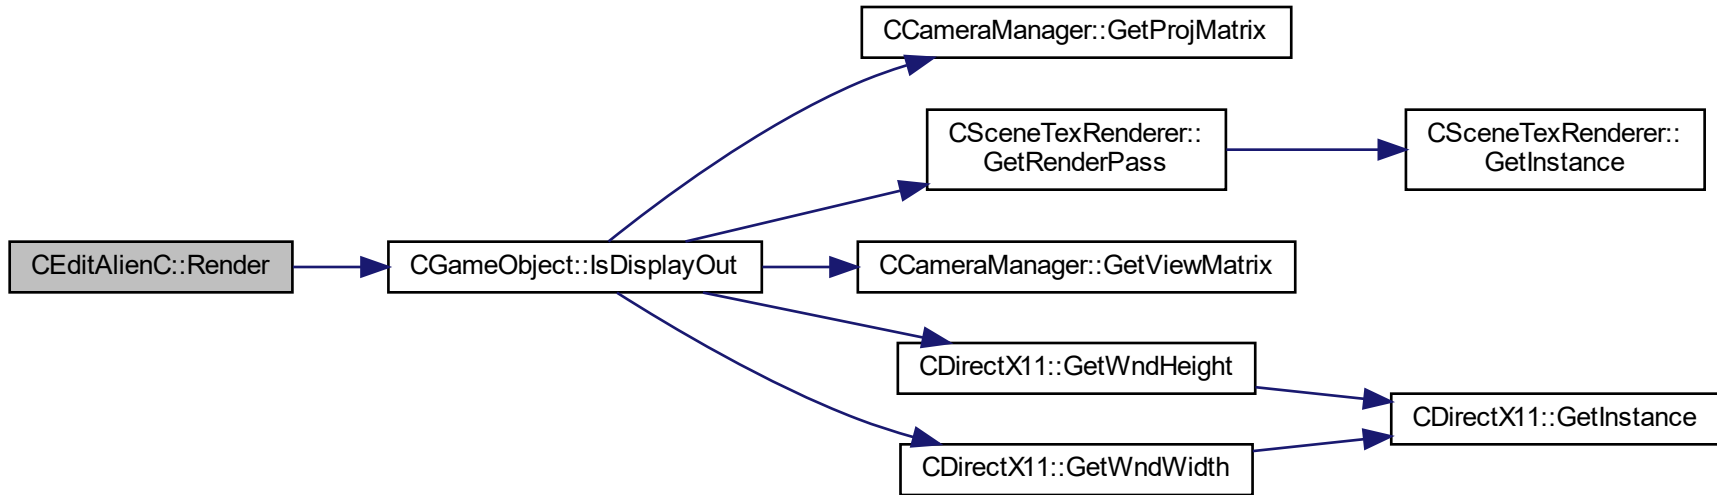 CCameraManager::GetProjMatrix
CSceneTexRenderer::
GetRenderPass
CSceneTexRenderer::
GetInstance
CEditAlienC::Render
CGameObject::IsDisplayOut
CCameraManager::GetViewMatrix
CDirectX11::GetWndHeight
CDirectX11::GetInstance
CDirectX11::GetWndWidth